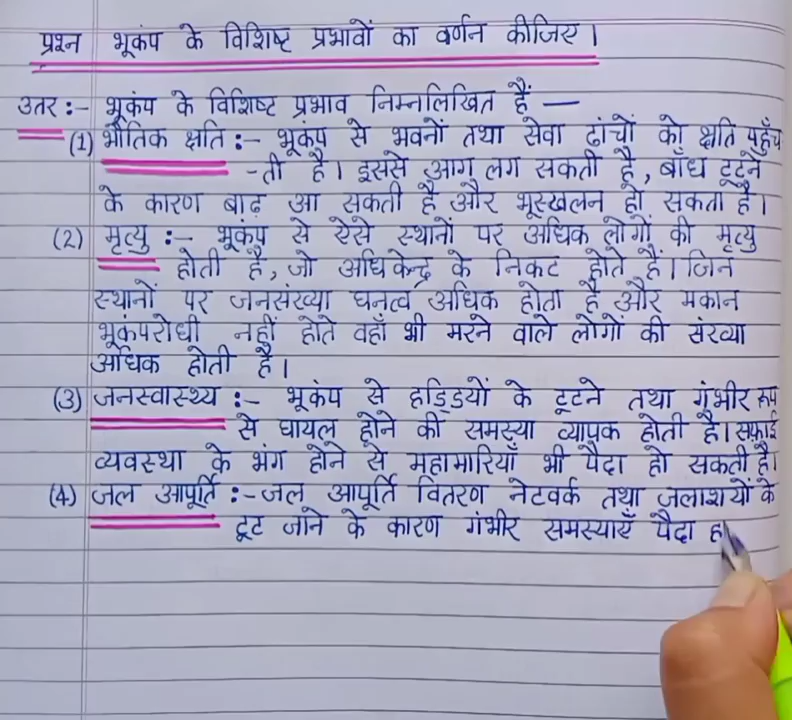 प्रश्न भूकंप के विशिष्ट प्रभावों का वर्णन कीजिए।
उतर :- भूकंप के विशिष्ट प्रभाव निम्नलिखित हैं —
(1) भौतिक क्षति :- भूकंप से भवनों तथा सेवा ढांचों को क्षति पहुँच
-ती है। इससे आग लग सकती है, बाँध टूटने
के कारण बाढ़ आ सकती है और भूस्खलन हो सकता है।
(2) मृत्यु :- भूकंप से ऐसे स्थानों पर अधिक लोगों की मृत्यु
होती है, जो अधिकेन्द्र के निकट होते हैं। जिन
स्थानों पर जनसंख्या घनत्व अधिक होता है और मकान
भूकंपरोधी नहीं होते वहाँ भी मरने वाले लोगों की संख्या
अधिक होती है।
(3) जनस्वास्थ्य :- भूकंप से हड्डियों के टूटने तथा गंभीर रूप
से घायल होने की समस्या व्यापक होती है। सफ़ाई
व्यवस्था के भंग होने से महामारियाँ भी पैदा हो सकती है।
(4) जल आपूर्ति :- जल आपूर्ति वितरण नेटवर्क तथा जलाशयों के
टूट जाने के कारण गंभीर समस्याएँ पैदा ह